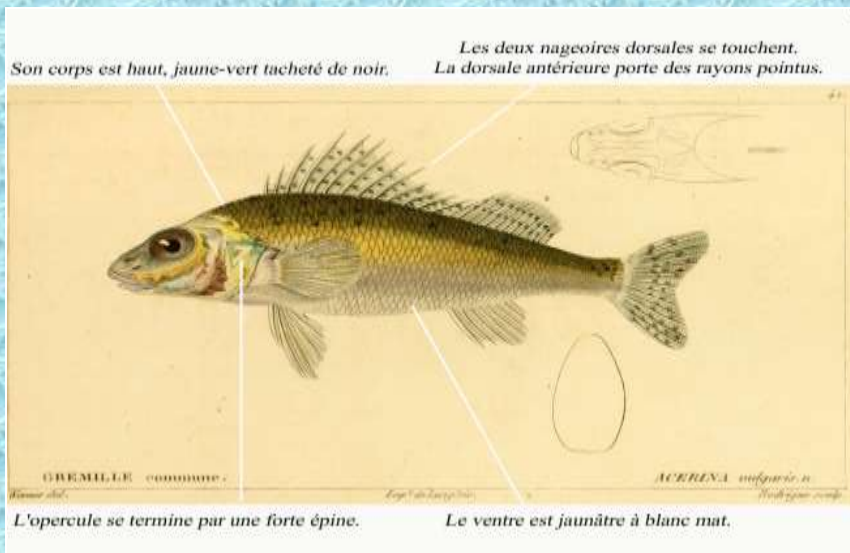 Les deux nageoires dorsales se touchent.
Son corps est haut, jaune-vert tacheté de noir.
La dorsale antérieure porte des rayons pointus.
GREMILLE commune.
ACERINA vulgaris. n.
L'opercule se termine par une forte épine.
Le ventre est jaunâtre à blanc mat.